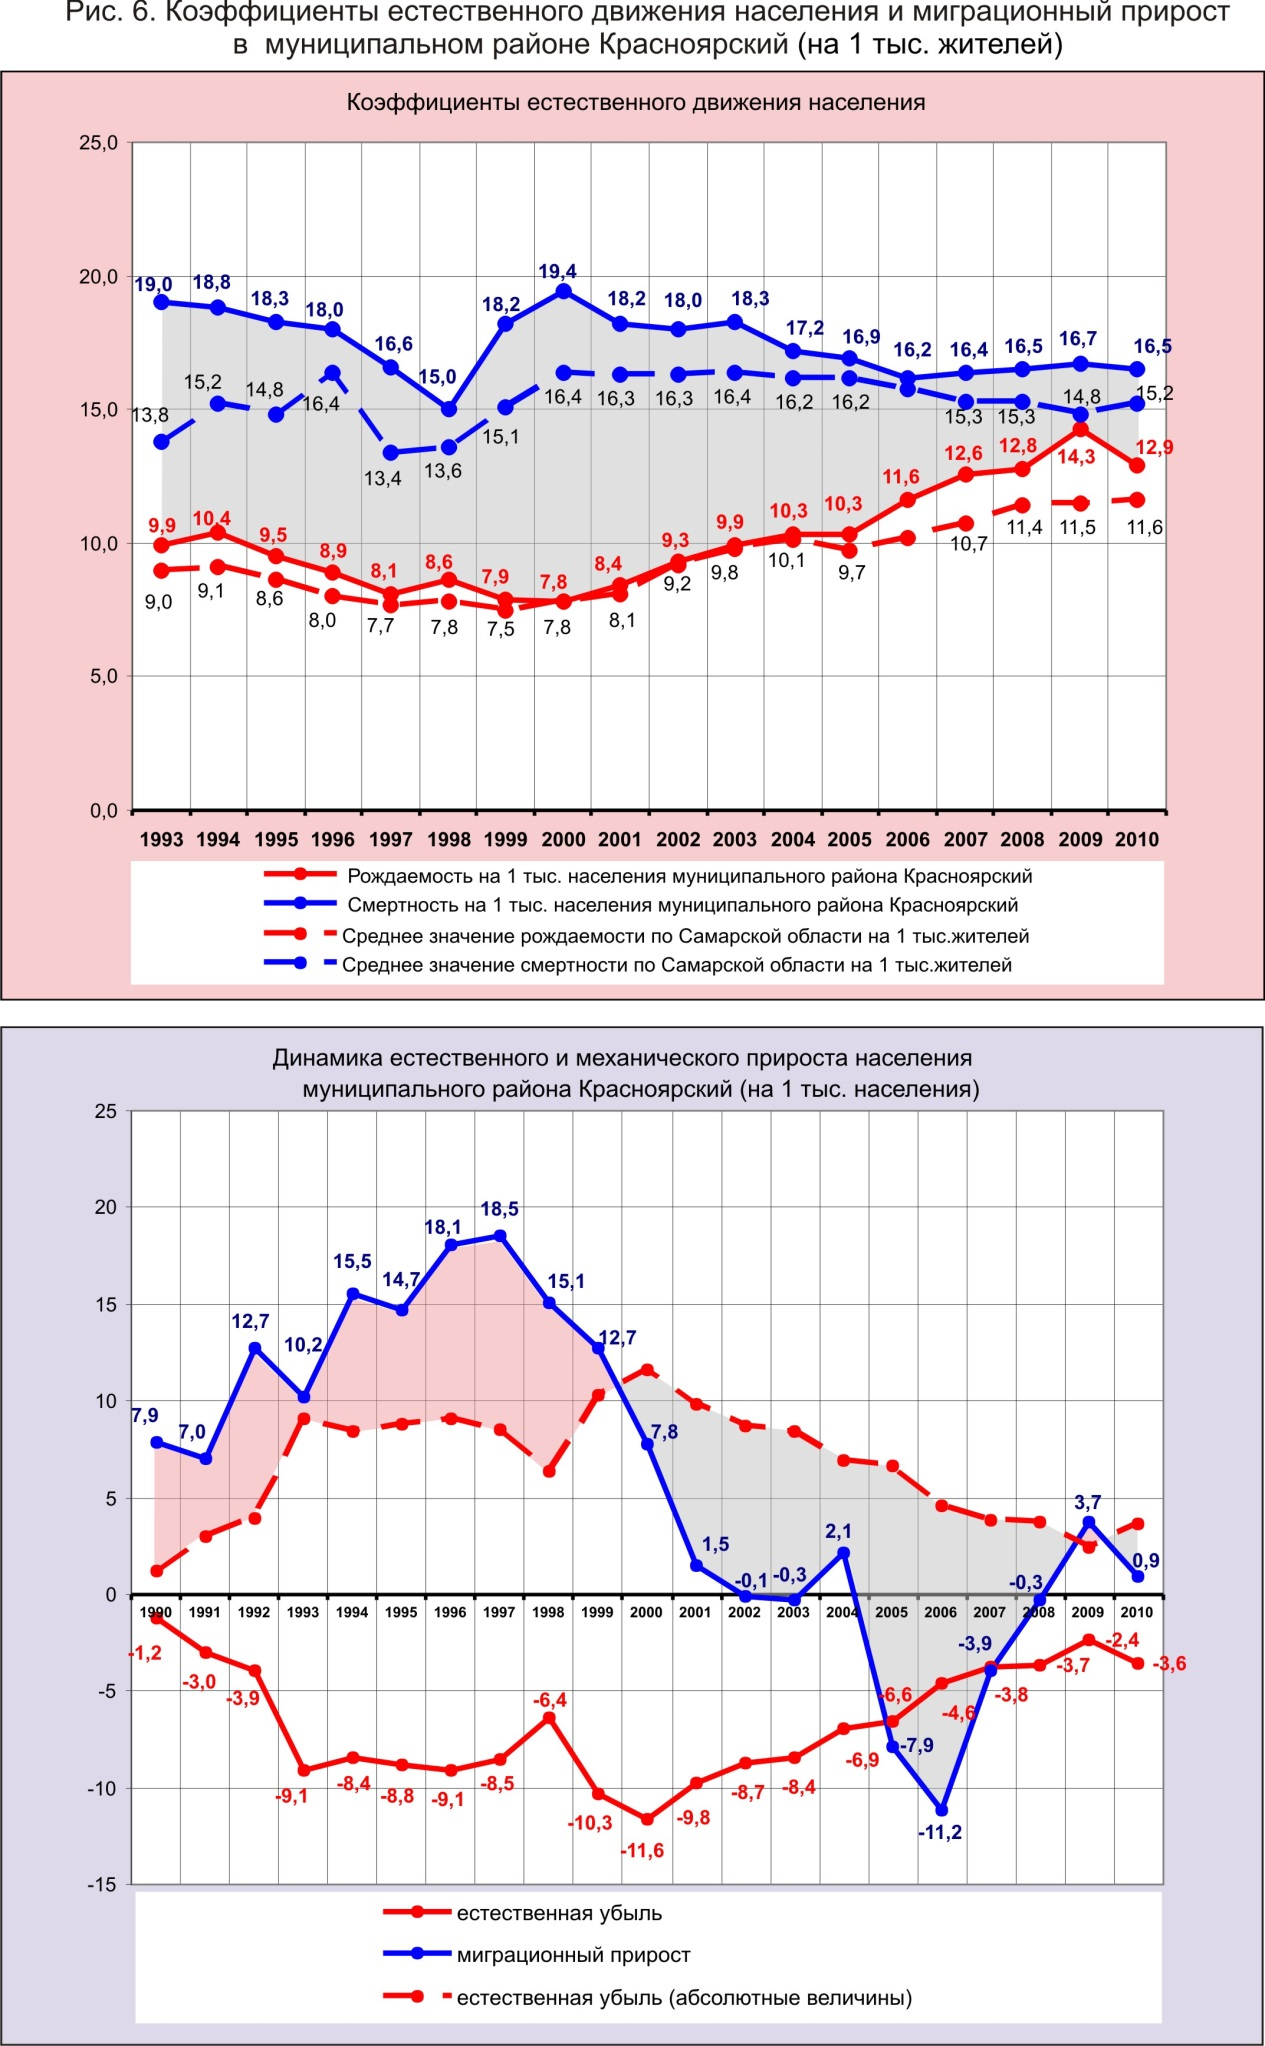 Рис. 6. Коэффициенты естественного движения населения и миграционный прирост
в муниципальном районе Красноярский (на 1 тыс. жителей)
Коэффициенты естественного движения населения
25,0
20,0
15,0
10,0
5,0
0,0
19,0 18,8 18,3 18,0 16,6 15,0 18,2 19,4 18,2 18,0 18,3 17,2 16,9 16,2 16,4 16,5 16,7 16,5
13,8 15,2 14,8 16,4 13,4 13,6 15,1 16,4 16,3 16,3 16,4 16,2 16,2 15,3 15,3 14,8 15,2
9,9 10,4 9,5 8,9 8,1 8,6 7,9 7,8 8,4 9,3 9,9 10,3 10,3 11,6 12,6 12,8 14,3 12,9
9,0 9,1 8,6 8,0 7,7 7,8 7,5 7,8 8,1 9,2 9,8 10,1 9,7 10,7 11,4 11,5 11,6
1993 1994 1995 1996 1997 1998 1999 2000 2001 2002 2003 2004 2005 2006 2007 2008 2009 2010
Рождаемость на 1 тыс. населения муниципального района Красноярский
Смертность на 1 тыс. населения муниципального района Красноярский
Среднее значение рождаемости по Самарской области на 1 тыс.жителей
Среднее значение смертности по Самарской области на 1 тыс.жителей
Динамика естественного и механического прироста населения
муниципального района Красноярский (на 1 тыс. населения)
25
20
15
10
5
0
-5
-10
-15
7,9 7,0 12,7 10,2 15,5 14,7 18,1 18,5 15,1 12,7 7,8 1,5 -0,1 -0,3 2,1 -7,9 -11,2 -3,9 -0,3 3,7 0,9
1990 1991 1992 1993 1994 1995 1996 1997 1998 1999 2000 2001 2002 2003 2004 2005 2006 2007 2008 2009 2010
-1,2 -3,0 -3,9 -9,1 -8,4 -8,8 -9,1 -8,5 -6,4 -10,3 -11,6 -9,8 -8,7 -8,4 -6,9 -6,6 -4,6 -3,8 -3,7 -2,4 -3,6
естественная убыль
миграционный прирост
естественная убыль (абсолютные величины)